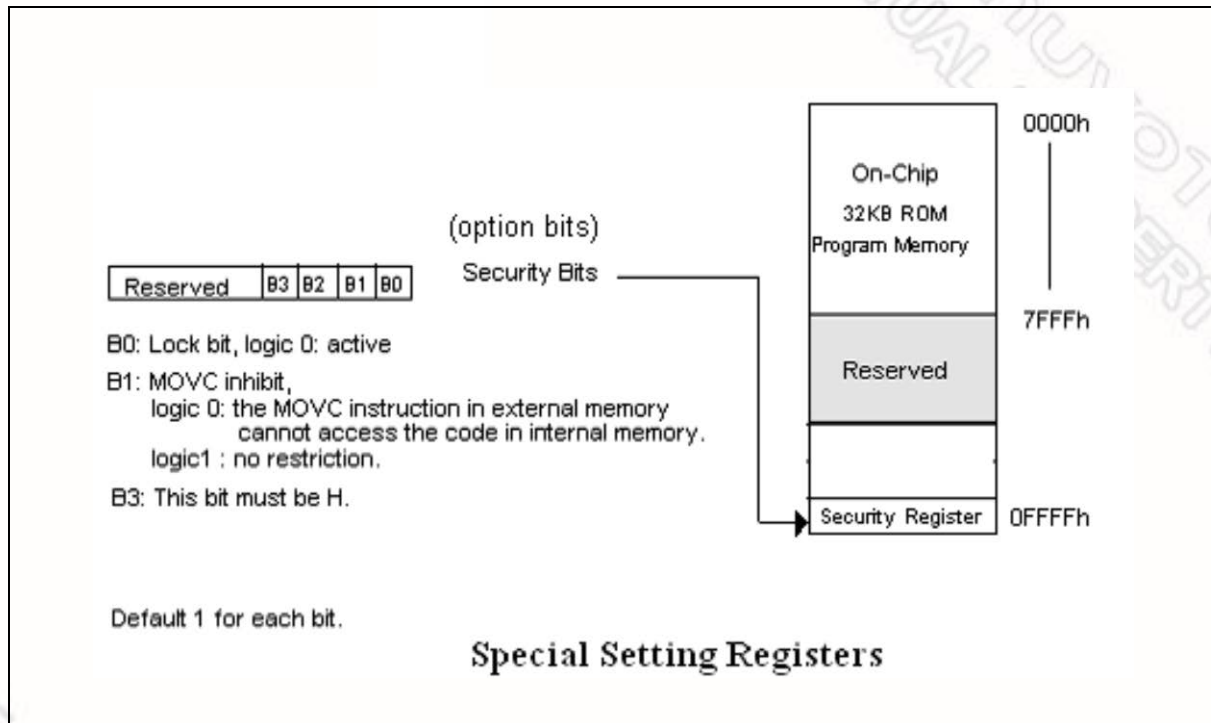 0000h
On-Chip
32KB ROM
Program Memory
(option bits)
Security Bits
Reserved B3 B2 B1 B0
7FFFh
B0: Lock bit, logic 0: active
Reserved
B1: MOVC inhibit,
logic 0: the MOVC instruction in external memory
cannot access the code in internal memory.
logic1 : no restriction.
B3: This bit must be H.
Security Register
0FFFFh
Default 1 for each bit.
Special Setting Registers